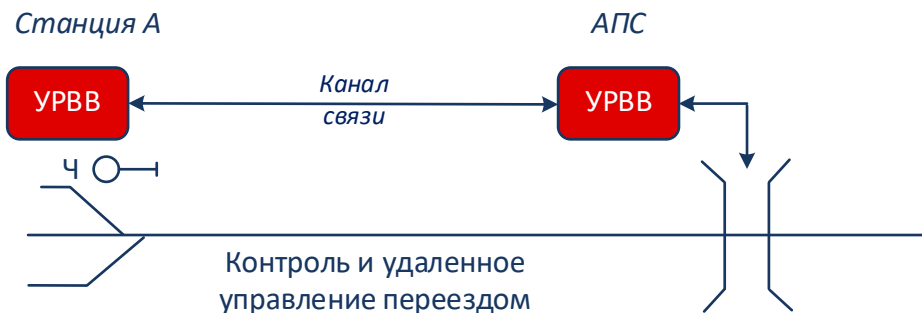 Станция А
АПС
УРВВ
Канал
связи
УРВВ
Ч
Контроль и удаленное
управление переездом